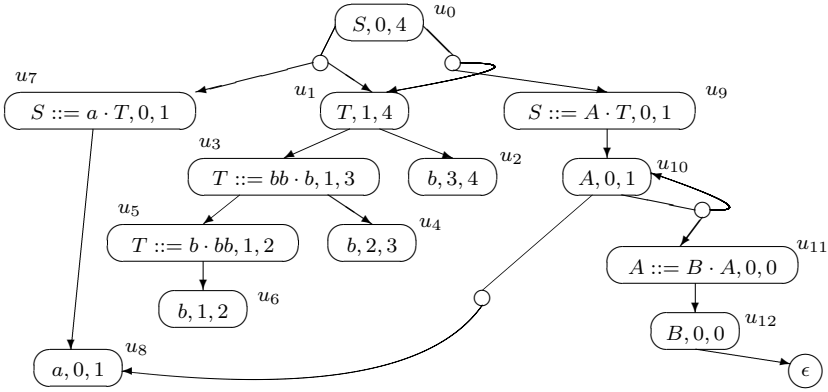 S, 0, 4 u₀
u₇
S ::= a · T, 0, 1
u₁
T, 1, 4
S ::= A · T, 0, 1 u₉
u₃
T ::= bb · b, 1, 3
b, 3, 4 u₂
A, 0, 1 u₁₀
u₅
T ::= b · bb, 1, 2
b, 2, 3 u₄
A ::= B · A, 0, 0 u₁₁
b, 1, 2 u₆
B, 0, 0 u₁₂
a, 0, 1 u₈
ϵ